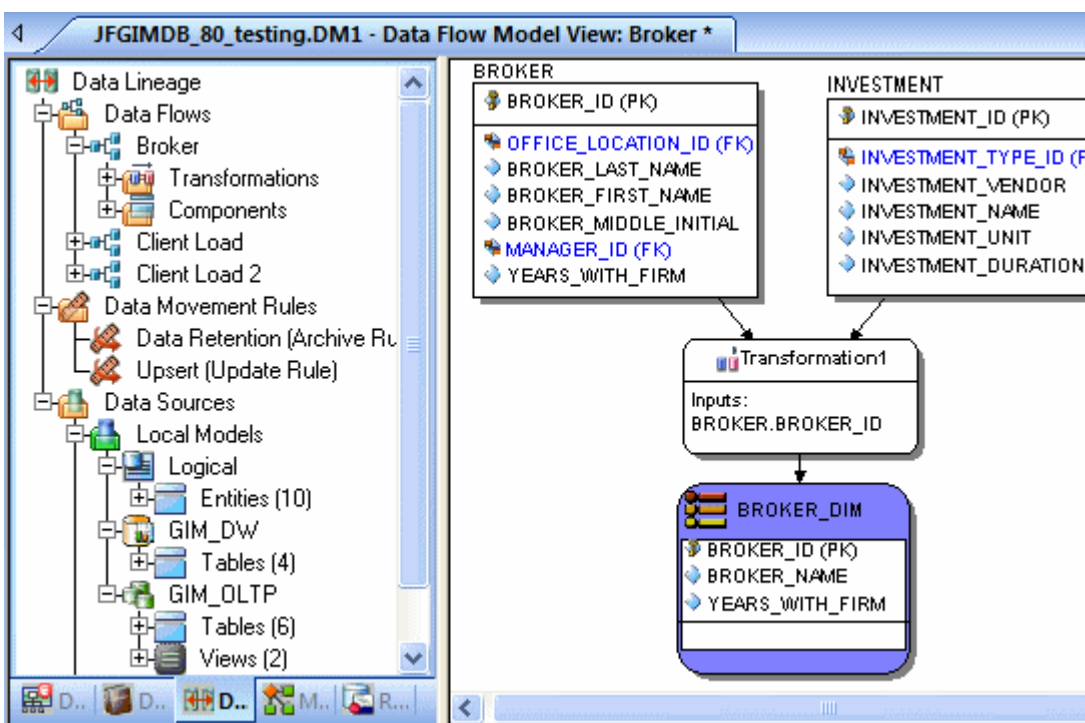 JFGIMDB_80_testing.DM1 - Data Flow Model View: Broker *
Data Lineage
Data Flows
Broker
Transformations
Components
Client Load
Client Load 2
Data Movement Rules
Data Retention (Archive Ru
Upsert (Update Rule)
Data Sources
Local Models
Logical
Entities (10)
GIM_DW
Tables (4)
GIM_OLTP
Tables (6)
Views (2)
D..
D..
D..
M..
R...
BROKER
BROKER_ID (PK)
OFFICE_LOCATION_ID (FK)
BROKER_LAST_NAME
BROKER_FIRST_NAME
BROKER_MIDDLE_INITIAL
MANAGER_ID (FK)
YEARS_WITH_FIRM
INVESTMENT
INVESTMENT_ID (PK)
INVESTMENT_TYPE_ID (F
INVESTMENT_VENDOR
INVESTMENT_NAME
INVESTMENT_UNIT
INVESTMENT_DURATION
Transformation1
Inputs:
BROKER.BROKER_ID
BROKER_DIM
BROKER_ID (PK)
BROKER_NAME
YEARS_WITH_FIRM